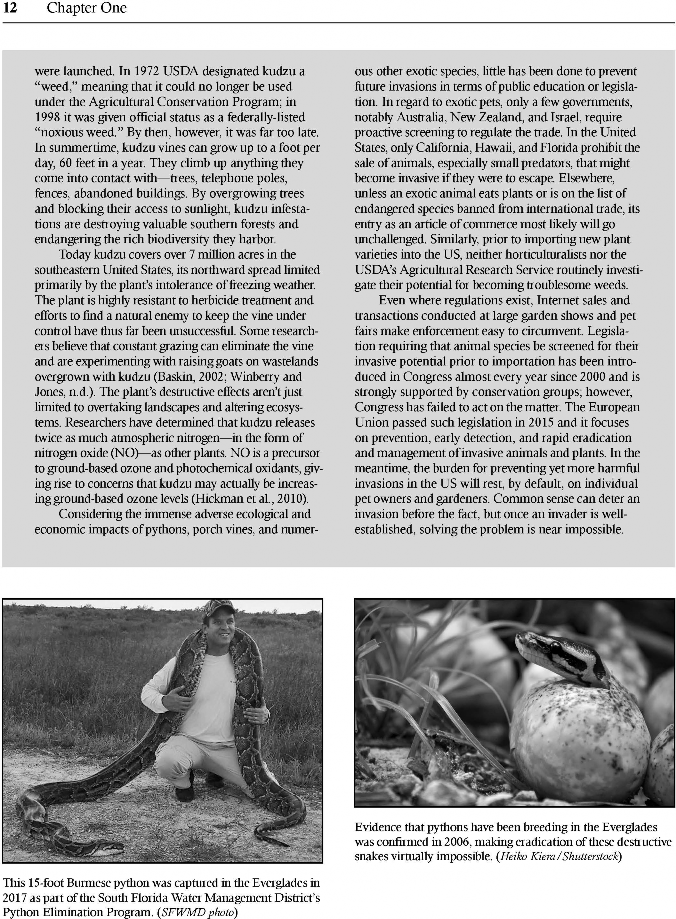 12 Chapter One
were launched. In 1972 USDA designated kudzu a
“weed,” meaning that it could no longer be used
under the Agricultural Conservation Program; in
1998 it was given official status as a federally-listed
“noxious weed.” By then, however, it was far too late.
In summertime, kudzu vines can grow up to a foot per
day, 60 feet in a year. They climb up anything they
come into contact with—trees, telephone poles,
fences, abandoned buildings. By overgrowing trees
and blocking their access to sunlight, kudzu infesta-
tions are destroying valuable southern forests and
endangering the rich biodiversity they harbor.
Today kudzu covers over 7 million acres in the
southeastern United States, its northward spread limited
primarily by the plant’s intolerance of freezing weather.
The plant is highly resistant to herbicide treatment and
efforts to find a natural enemy to keep the vine under
control have thus far been unsuccessful. Some research-
ers believe that constant grazing can eliminate the vine
and are experimenting with raising goats on wastelands
overgrown with kudzu (Baskin, 2002; Winberry and
Jones, n.d.). The plant’s destructive effects aren’t just
limited to overtaking landscapes and altering ecosys-
tems. Researchers have determined that kudzu releases
twice as much atmospheric nitrogen—in the form of
nitrogen oxide (NO)—as other plants. NO is a precursor
to ground-based ozone and photochemical oxidants, giv-
ing rise to concerns that kudzu may actually be increas-
ing ground-based ozone levels (Hickman et al., 2010).
Considering the immense adverse ecological and
economic impacts of pythons, porch vines, and numer-
ous other exotic species, little has been done to prevent
future invasions in terms of public education or legisla-
tion. In regard to exotic pets, only a few governments,
notably Australia, New Zealand, and Israel, require
proactive screening to regulate the trade. In the United
States, only California, Hawaii, and Florida prohibit the
sale of animals, especially small predators, that might
become invasive if they were to escape. Elsewhere,
unless an exotic animal eats plants or is on the list of
endangered species banned from international trade, its
entry as an article of commerce most likely will go
unchallenged. Similarly, prior to importing new plant
varieties into the US, neither horticulturalists nor the
USDA’s Agricultural Research Service routinely investi-
gate their potential for becoming troublesome weeds.
Even where regulations exist, Internet sales and
transactions conducted at large garden shows and pet
fairs make enforcement easy to circumvent. Legisla-
tion requiring that animal species be screened for their
invasive potential prior to importation has been intro-
duced in Congress almost every year since 2000 and is
strongly supported by conservation groups; however,
Congress has failed to act on the matter. The European
Union passed such legislation in 2015 and it focuses
on prevention, early detection, and rapid eradication
and management of invasive animals and plants. In the
meantime, the burden for preventing yet more harmful
invasions in the US will rest, by default, on individual
pet owners and gardeners. Common sense can deter an
invasion before the fact, but once an invader is well-
established, solving the problem is near impossible.
This 15-foot Burmese python was captured in the Everglades in
2017 as part of the South Florida Water Management District’s
Python Elimination Program. (SFWMD photo)
Evidence that pythons have been breeding in the Everglades
was confirmed in 2006, making eradication of these destructive
snakes virtually impossible. (Heiko Kiera/Shutterstock)